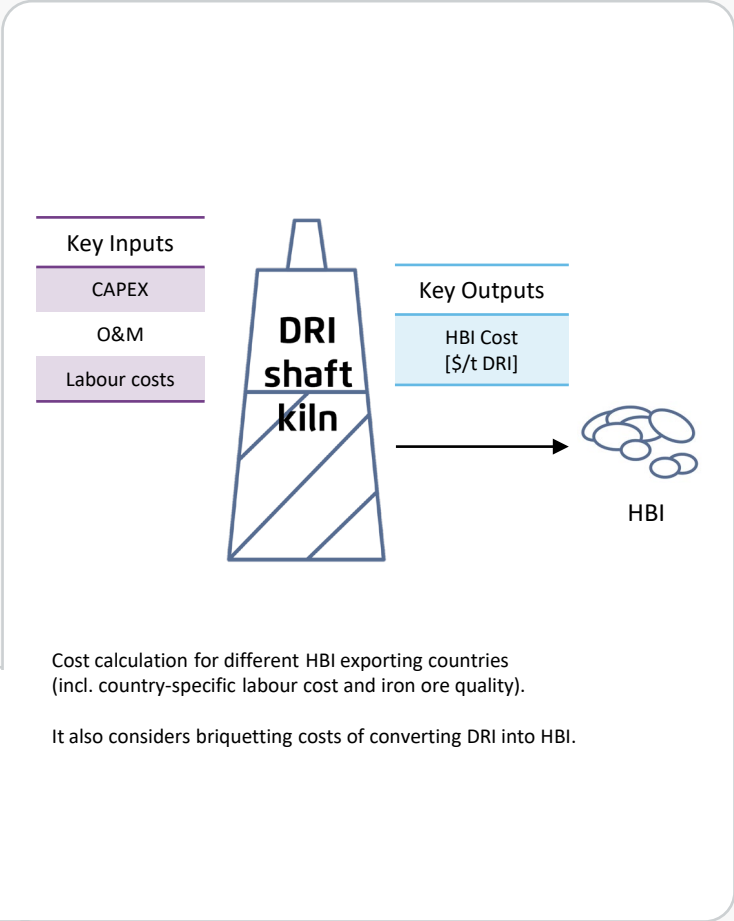 Key Inputs
CAPEX
O&M
Labour costs
DRI
shaft
kiln
Key Outputs
HBI Cost
[$/t DRI]
HBI
Cost calculation for different HBI exporting countries
(incl. country-specific labour cost and iron ore quality).
It also considers briquetting costs of converting DRI into HBI.